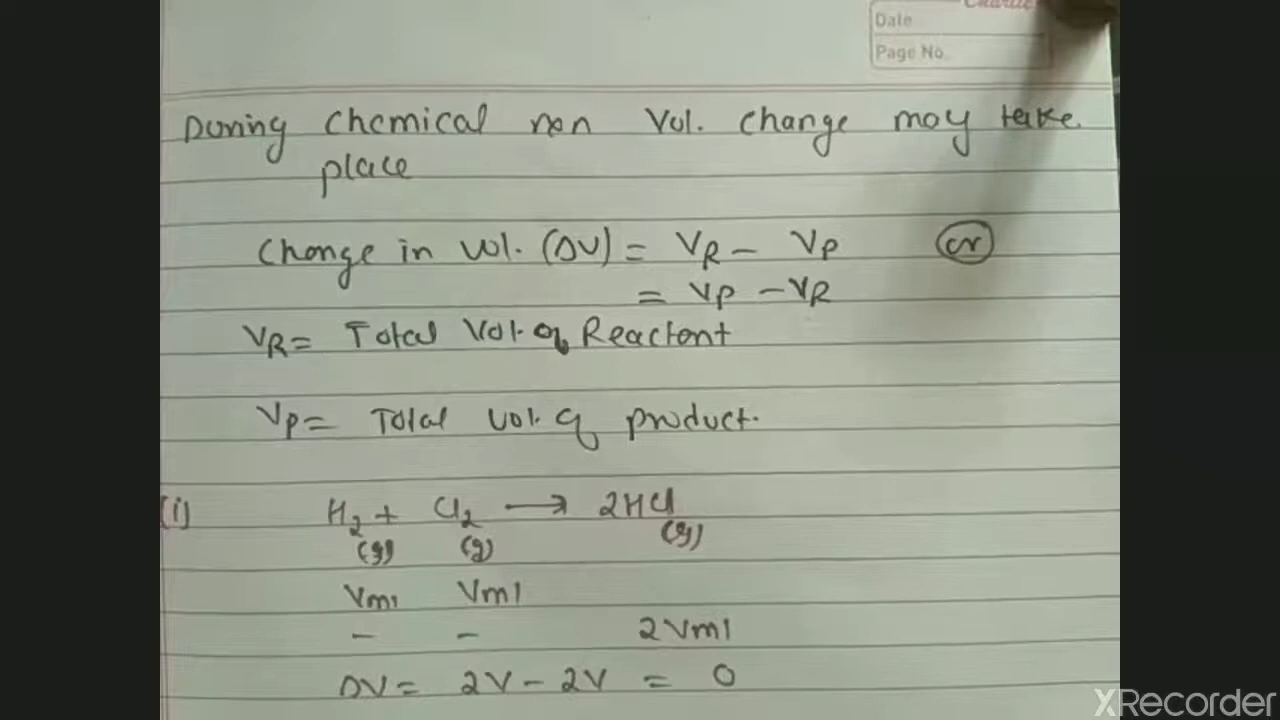 Date
Page No.
During chemical rxn Vol. change may take
place
Change in Vol. (ΔV) = VR − VP or
= VP − VR
VR = Total Vol. of Reactant
VP = Total Vol. of product.
(i) H2 + Cl2 → 2HCl
(g) (g) (g)
Vml Vml
- - 2Vml
ΔV = 2V − 2V = 0
XRecorder